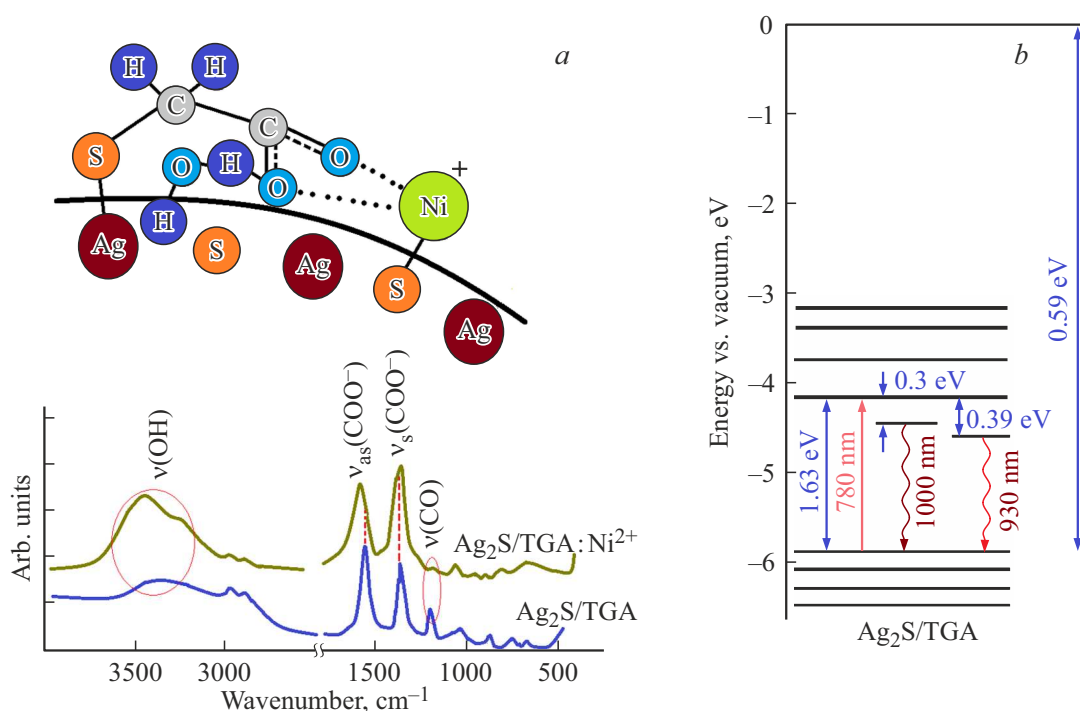 a
H H
C
C
S
O
H
O
O
+
Ni
H
Ag
S
Ag
S
Ag
Arb. units
ν(OH)
νas(COO⁻)
νs(COO⁻)
ν(CO)
Ag₂S/TGA : Ni²⁺
Ag₂S/TGA
3500 3000 1500 1000 500
Wavenumber, cm⁻¹
b
Energy vs. vacuum, eV
0
−1
−2
−3
−4
−5
−6
0.59 eV
0.3 eV
0.39 eV
1.63 eV
780 nm
1000 nm
930 nm
Ag₂S/TGA